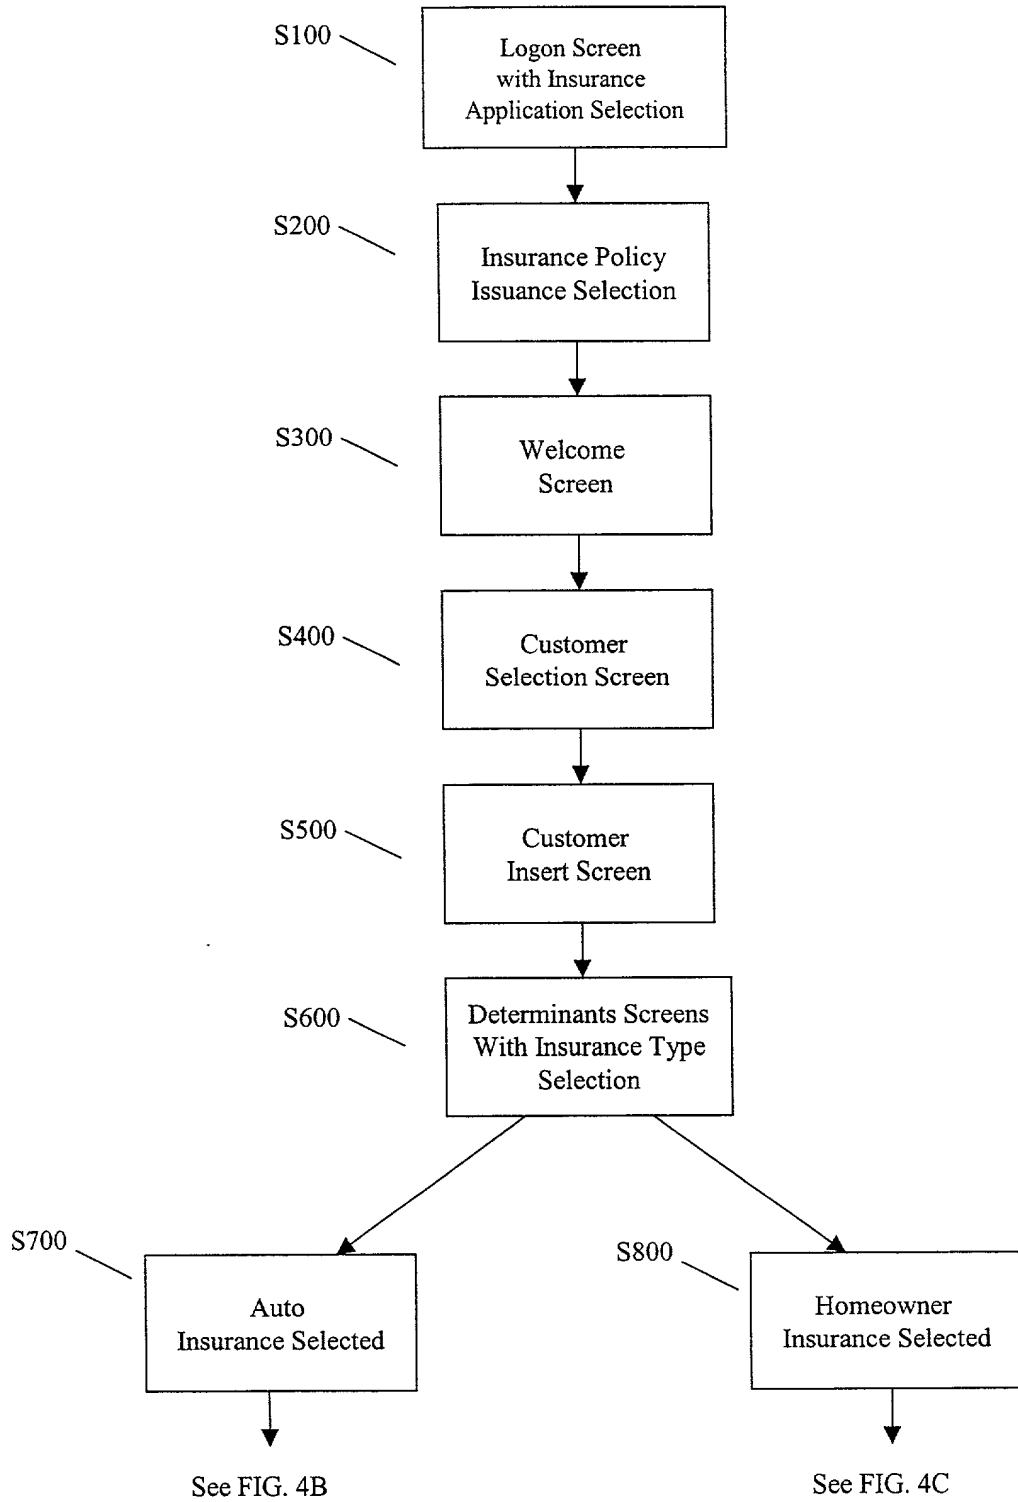 S100
Logon Screen
with Insurance
Application Selection
S200
Insurance Policy
Issuance Selection
S300
Welcome
Screen
S400
Customer
Selection Screen
S500
Customer
Insert Screen
S600
Determinants Screens
With Insurance Type
Selection
S700
Auto
Insurance Selected
S800
Homeowner
Insurance Selected
See FIG. 4B
See FIG. 4C